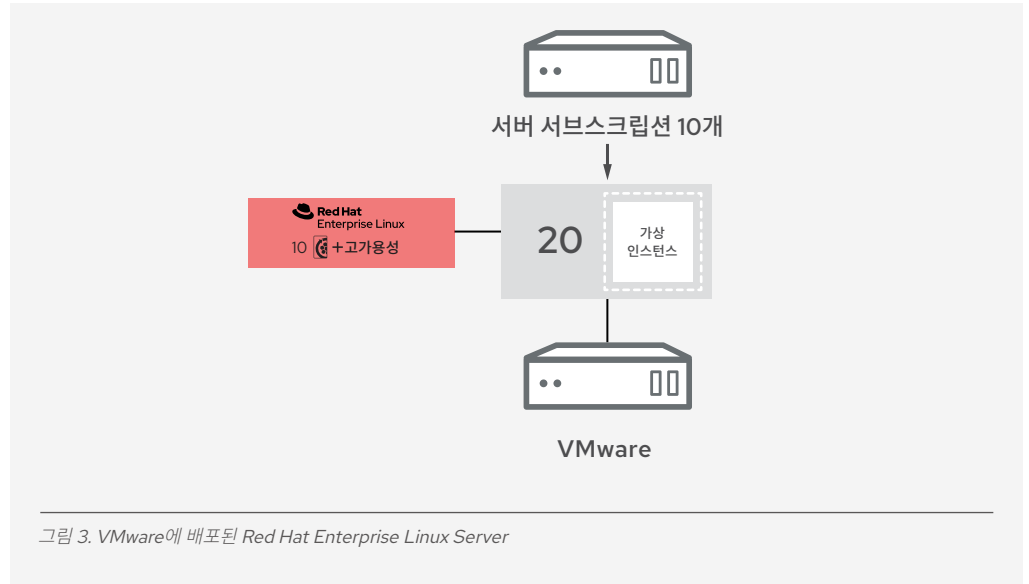 서버 서브스크립션 10개
Red Hat
Enterprise Linux
10 +고가용성
20
가상
인스턴스
VMware
그림 3. VMware에 배포된 Red Hat Enterprise Linux Server